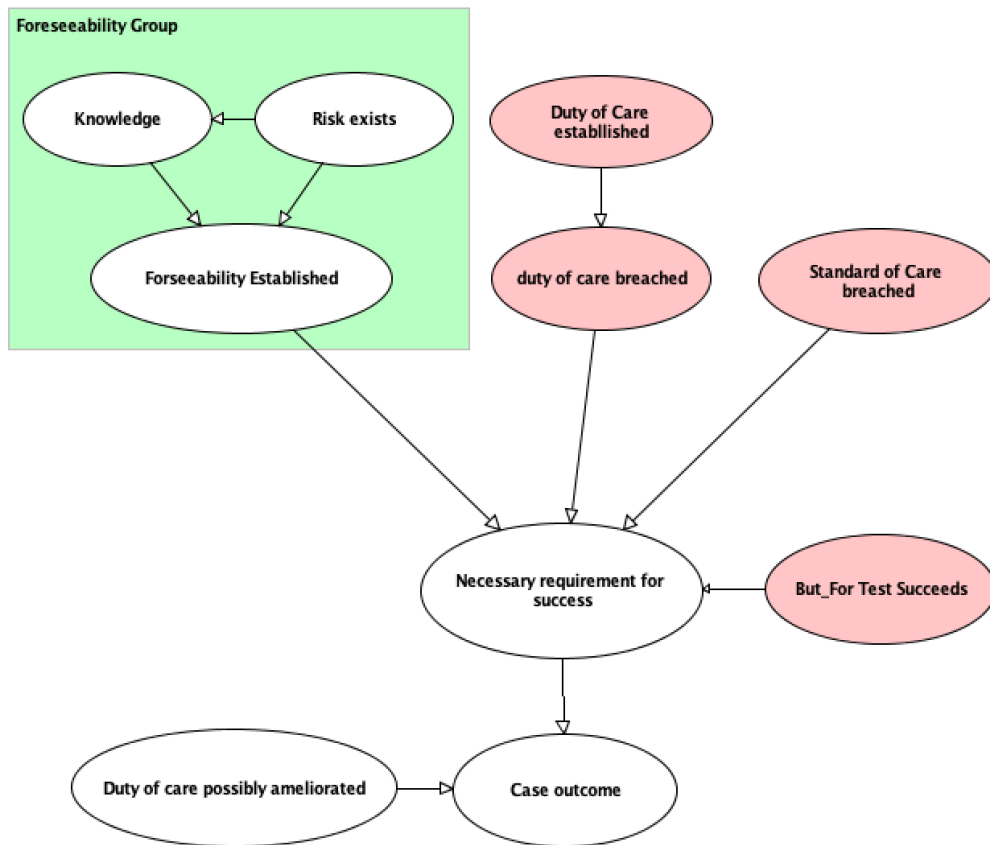 Foreseeability Group
Knowledge
Risk exists
Duty of Care
establlished
Forseeability Established
duty of care breached
Standard of Care
breached
Necessary requirement for
success
But_For Test Succeeds
Duty of care possibly ameliorated
Case outcome